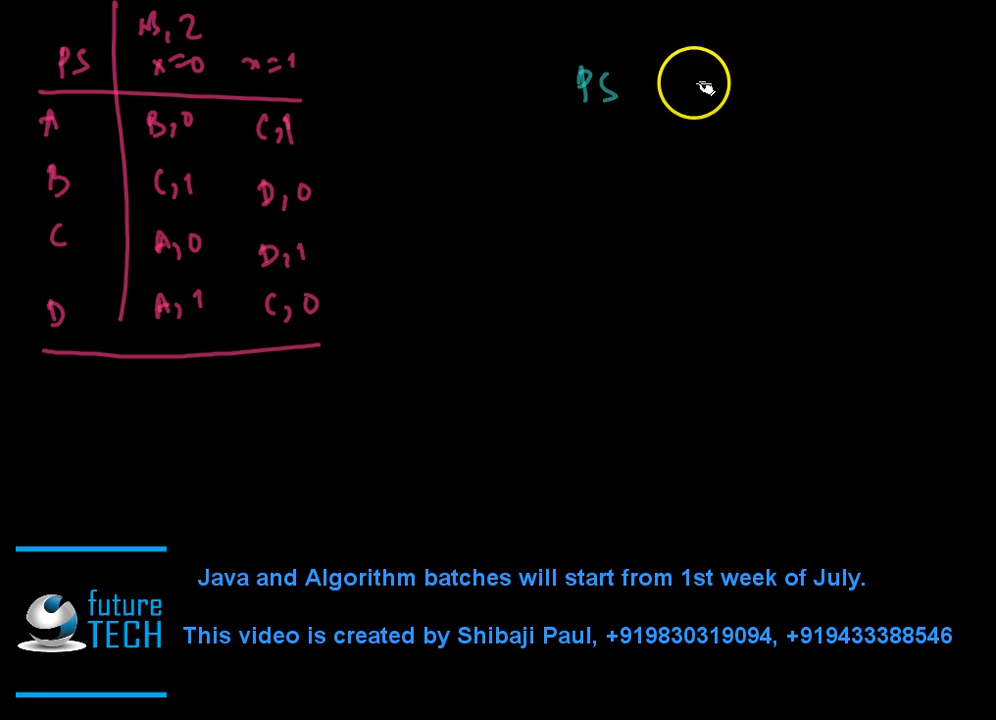 NS, Z
PS x=0 x=1 PS
A B,0 C,1
B C,1 D,0
C A,0 D,1
D A,1 C,0
Java and Algorithm batches will start from 1st week of July.
future
TECH
This video is created by Shibaji Paul, +919830319094, +919433388546